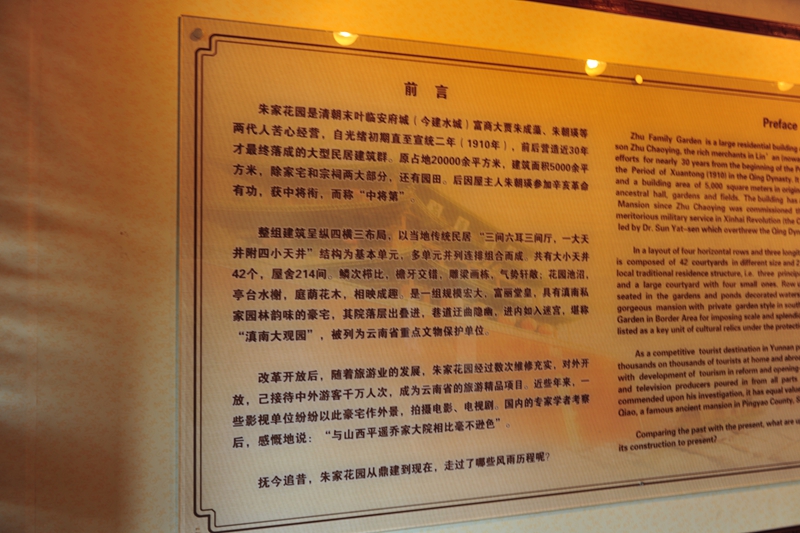 前言
朱家花园是清朝末叶临安府城（今建水城）富商大贾朱成藻、朱朝瑛等
两代人苦心经营，自光绪初期直至宣统二年（1910年），前后营造近30年
才最终落成的大型民居建筑群。原占地20000余平方米，建筑面积5000余平
方米，除家宅和宗祠两大部分，还有园田。后因屋主人朱朝瑛参加辛亥革命
有功，获中将衔，而称“中将第”
整组建筑呈纵四横三布局，以当地传统民居“三间六耳三间厅，一大天
井附四小天井”结构为基本单元，多单元并列连排组合而成。共有大小天井
42个，屋舍214间。鳞次栉比，檐牙交错，雕梁画栋，气势轩敞；花园池沼，
亭台水榭，庭荫花木，相映成趣。是一组规模宏大、富丽堂皇、具有滇南私
家园林韵味的豪宅，其院落层出叠进，巷道迂曲隐幽，进内如入迷宫，堪称
“滇南大观园”，被列为云南省重点文物保护单位。
改革开放后，随着旅游业的发展，朱家花园经过数次维修充实，对外开
放，己接待中外游客千万人次，成为云南省的旅游精品项目。近些年来，一
些影视单位纷纷以此豪宅作外景，拍摄电影、电视剧。国内的专家学者考察
后，感慨地说：“与山西平遥乔家大院相比毫不逊色”。
抚今追昔，朱家花园从鼎建到现在，走过了哪些风雨历程呢？
Preface
Zhu Family Garden is a large residential building
son Zhu Chaoying, the rich merchants in Lin'an (nowa
efforts for nearly 30 years from the beginning of the P
the Period of Xuantong (1910) in the Qing Dynasty. It
and a building area of 5,000 square meters in origin
ancestral hall, gardens and fields. The building has
Mansion since Zhu Chaoying was commissioned th
meritorious military service in Xinhai Revolution (the C
led by Dr. Sun Yat-sen which overthrew the Qing Dyn
In a layout of four horizontal rows and three long
is composed of 42 courtyards in different size and 2
local traditional residence structure, i.e. three princip
and a large courtyard with four small ones. Row u
seated in the gardens and ponds decorated waters
gorgeous mansion with private garden style in south
Garden in Border Area for imposing scale and splendid
listed as a key unit of cultural relics under the protecti
As a competitive tourist destination in Yunnan p
thousands on thousands of tourists at home and abroa
with development of tourism in reform and opening
and television producers poured in from all parts
commended upon his investigation, it has equal value
Qiao, a famous ancient mansion in Pingyao County, S
Comparing the past with the present, what are u
its construction to present?